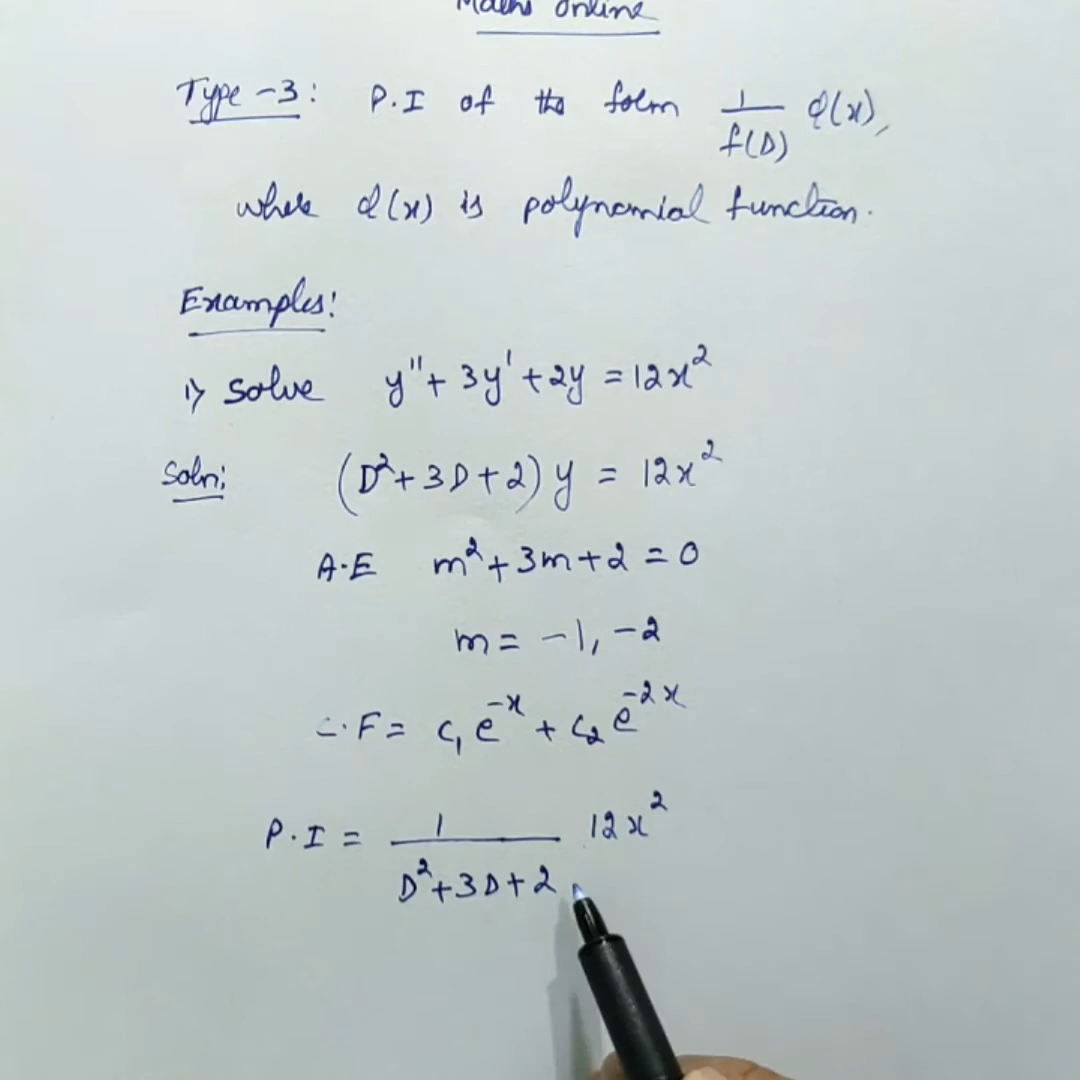 Maths Online
Type-3: P.I of the form 1/f(D) Q(x),
where Q(x) is polynomial function.
Examples:
1) Solve y''+ 3y' + 2y = 12x²
Soln: (D²+3D+2) y = 12x²
A.E m²+3m+2 = 0
m = -1, -2
C.F = c₁e^{-x} + c₂e^{-2x}
P.I = 1/(D²+3D+2) 12x²